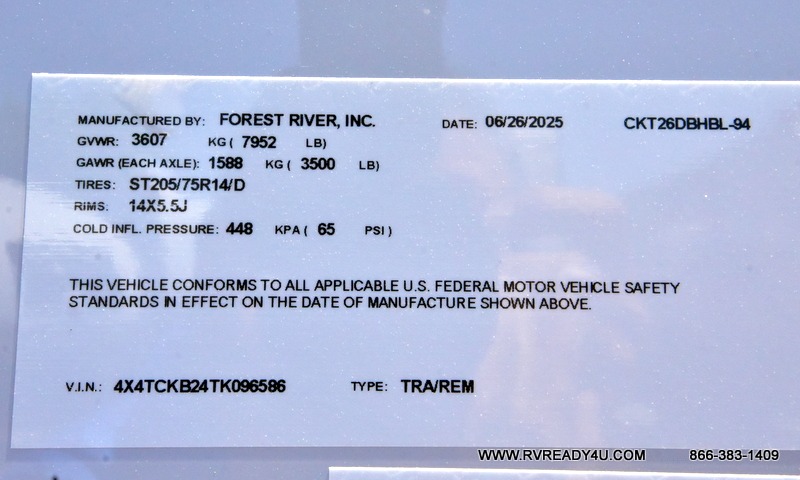 MANUFACTURED BY: FOREST RIVER, INC. DATE: 06/26/2025 CKT26DBHBL-94
GVWR: 3607 KG ( 7952 LB)
GAWR (EACH AXLE): 1588 KG ( 3500 LB)
TIRES: ST205/75R14/D
RIMS: 14X5.5J
COLD INFL. PRESSURE: 448 KPA ( 65 PSI )
THIS VEHICLE CONFORMS TO ALL APPLICABLE U.S. FEDERAL MOTOR VEHICLE SAFETY
STANDARDS IN EFFECT ON THE DATE OF MANUFACTURE SHOWN ABOVE.
V.I.N.: 4X4TCKB24TK096586 TYPE: TRA/REM
WWW.RVREADY4U.COM 866-383-1409